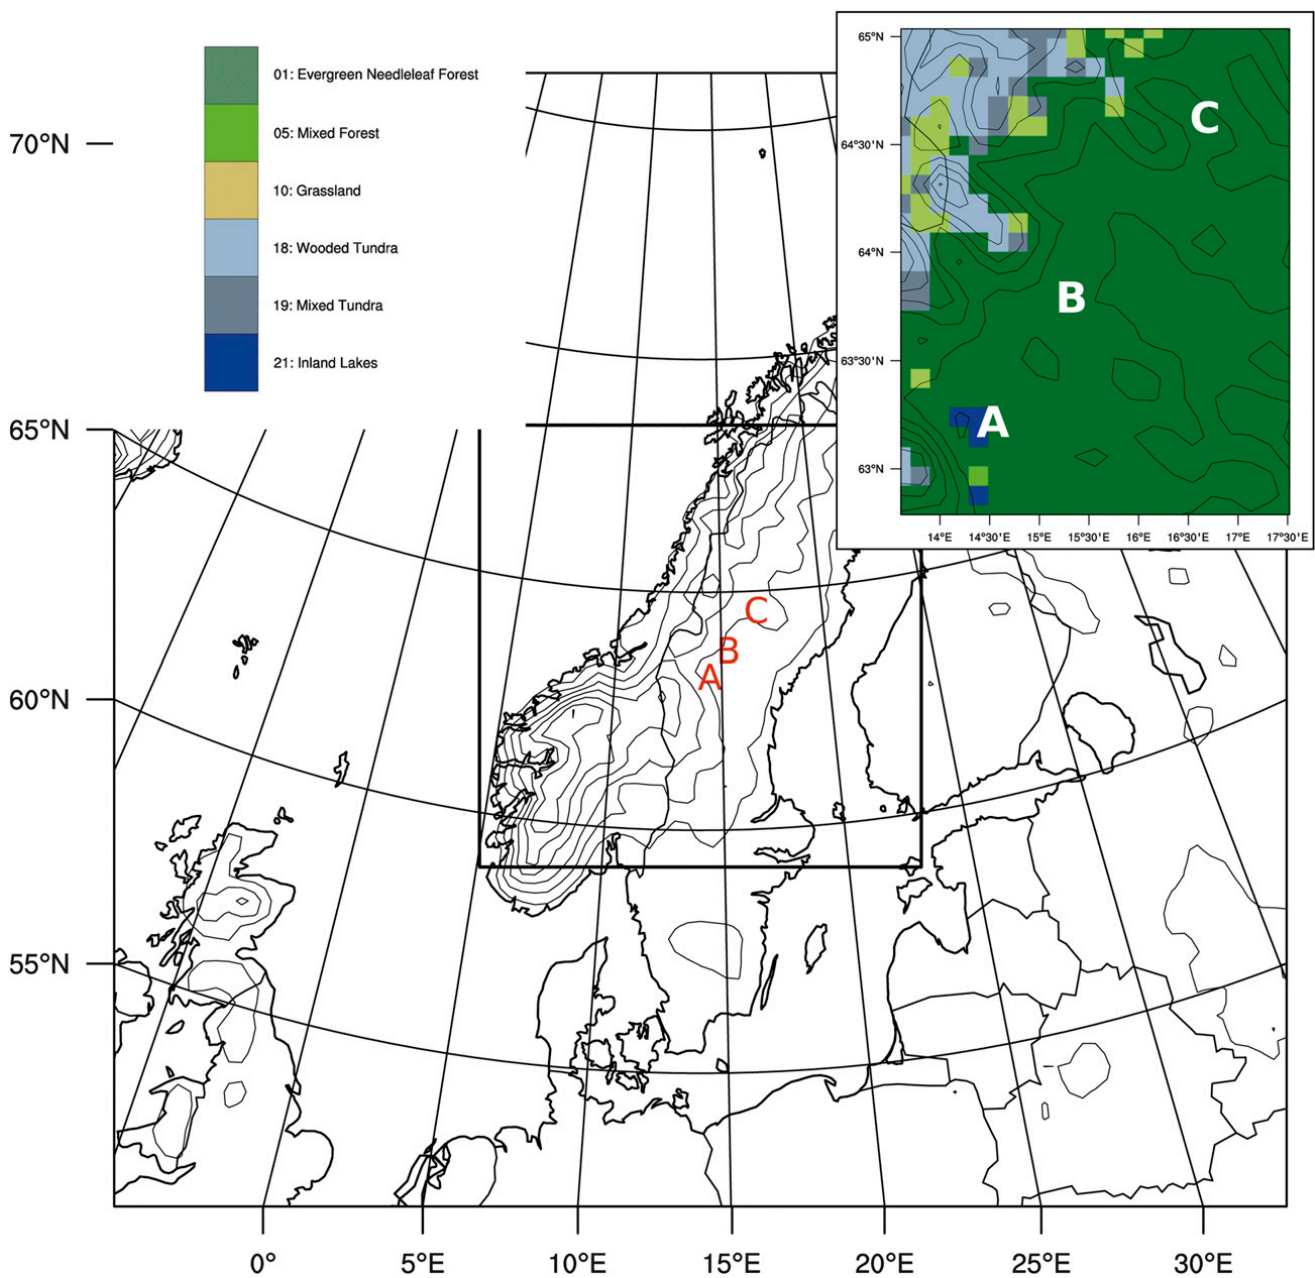 01: Evergreen Needleleaf Forest
05: Mixed Forest
10: Grassland
18: Wooded Tundra
19: Mixed Tundra
21: Inland Lakes
70°N
65°N
60°N
55°N
0°
5°E
10°E
15°E
20°E
25°E
30°E
C
B
A
65°N
64°30'N
64°N
63°30'N
63°N
14°E
14°30'E
15°E
15°30'E
16°E
16°30'E
17°E
17°30'E
C
B
A